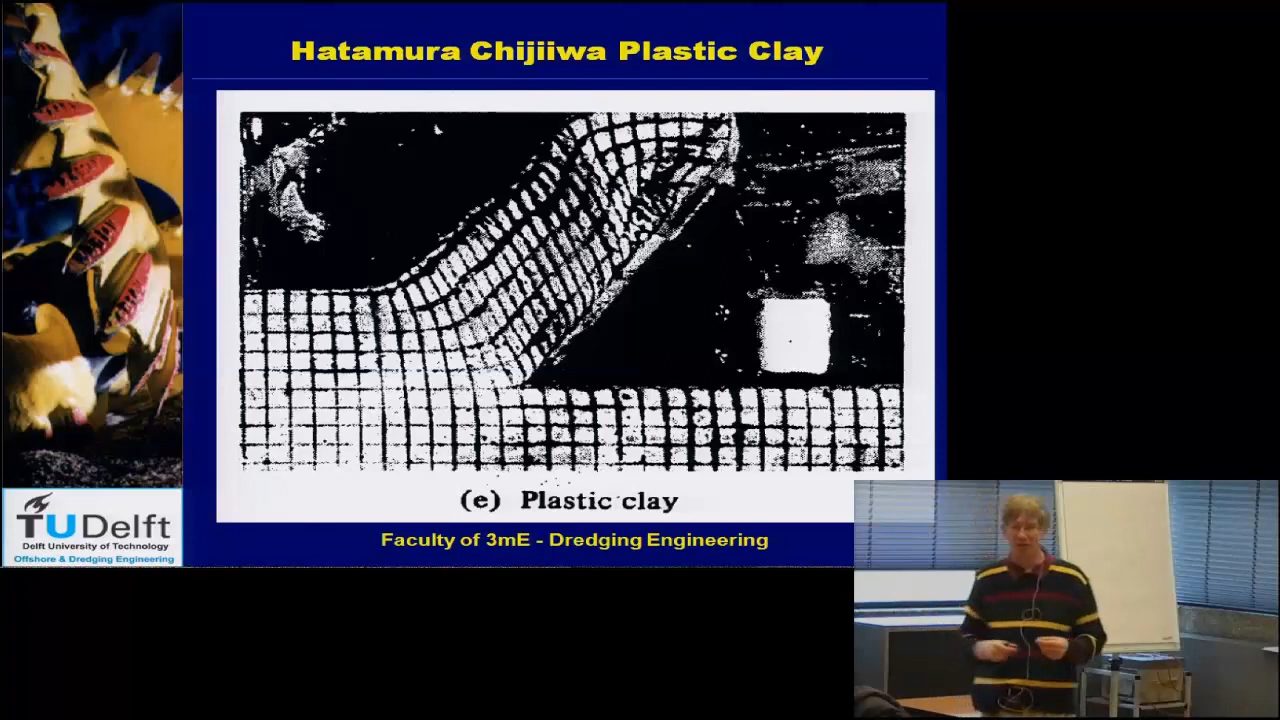 Hatamura Chijiiwa Plastic Clay
(e) Plastic clay
Faculty of 3mE - Dredging Engineering
TU Delft
Delft University of Technology
Offshore & Dredging Engineering